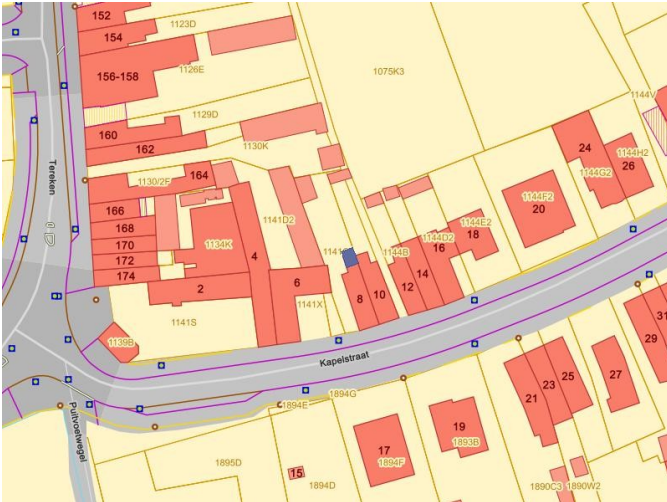 152
1123D
154
156-158
1126E
1075K3
1144V
1129D
160
162
1130K
24
1144H2
26
1144G2
164
1130/2F
Tereken
166
168
170
172
174
1134K
1141D2
4
1144F2
20
1144E2
18
1144D2
16
1144B
14
12
10
8
6
2
1141X
1141S
1139B
Kapelstraat
31
29
25
23
21
27
Puitvoetwegel
1894E
1894G
1895D
15
1894D
17
1894F
19
1893B
1890C3
1890W2